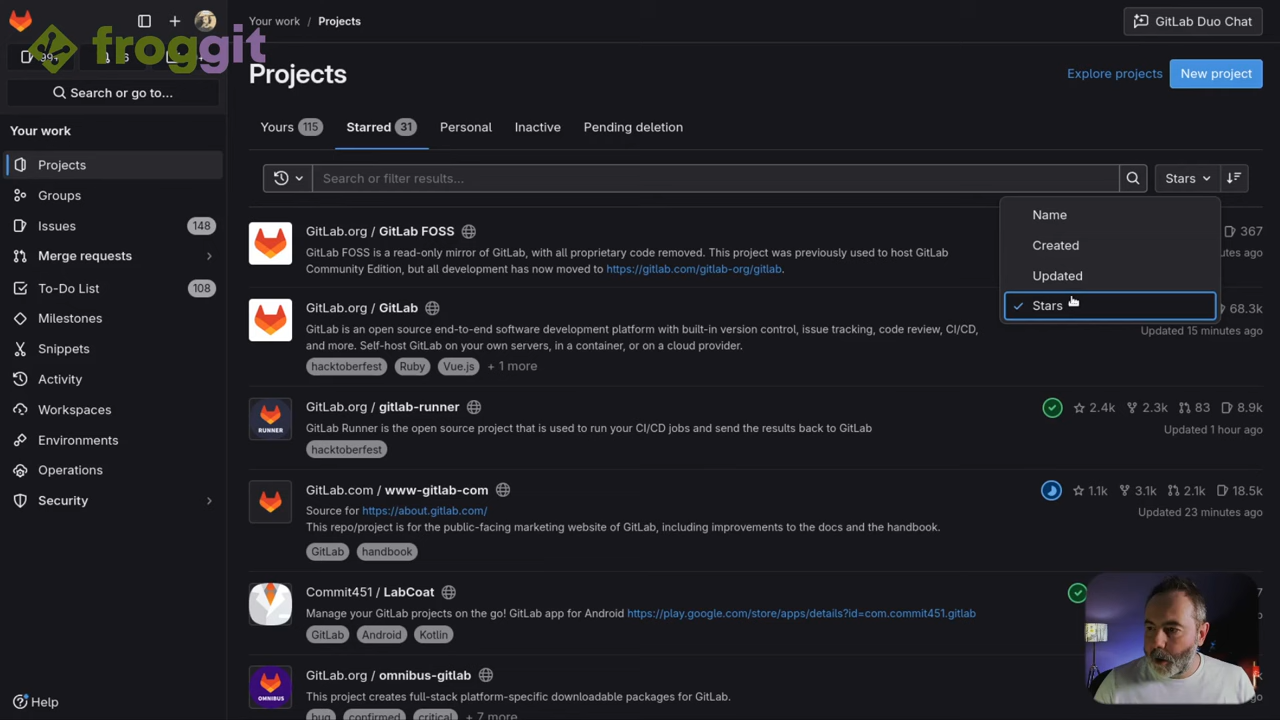 Your work / Projects
GitLab Duo Chat
froggit
99+
Projects
Explore projects
New project
Search or go to...
Your work
Projects
Groups
Issues 148
Merge requests
To-Do List 108
Milestones
Snippets
Activity
Workspaces
Environments
Operations
Security
Help
Yours 115
Starred 31
Personal
Inactive
Pending deletion
Search or filter results...
Stars
Name
Created
Updated
Stars
GitLab.org / GitLab FOSS
367
GitLab FOSS is a read-only mirror of GitLab, with all proprietary code removed. This project was previously used to host GitLab
Community Edition, but all development has now moved to https://gitlab.com/gitlab-org/gitlab.
GitLab.org / GitLab
68.3k
GitLab is an open source end-to-end software development platform with built-in version control, issue tracking, code review, CI/CD,
and more. Self-host GitLab on your own servers, in a container, or on a cloud provider.
Updated 15 minutes ago
hacktoberfest Ruby Vue.js + 1 more
GitLab.org / gitlab-runner
2.4k 2.3k 83 8.9k
GitLab Runner is the open source project that is used to run your CI/CD jobs and send the results back to GitLab
Updated 1 hour ago
hacktoberfest
GitLab.com / www-gitlab-com
1.1k 3.1k 2.1k 18.5k
Source for https://about.gitlab.com/
Updated 23 minutes ago
This repo/project is for the public-facing marketing website of GitLab, including improvements to the docs and the handbook.
GitLab handbook
Commit451 / LabCoat
Manage your GitLab projects on the go! GitLab app for Android https://play.google.com/store/apps/details?id=com.commit451.gitlab
GitLab Android Kotlin
GitLab.org / omnibus-gitlab
This project creates full-stack platform-specific downloadable packages for GitLab.
bug confirmed critical + 7 more